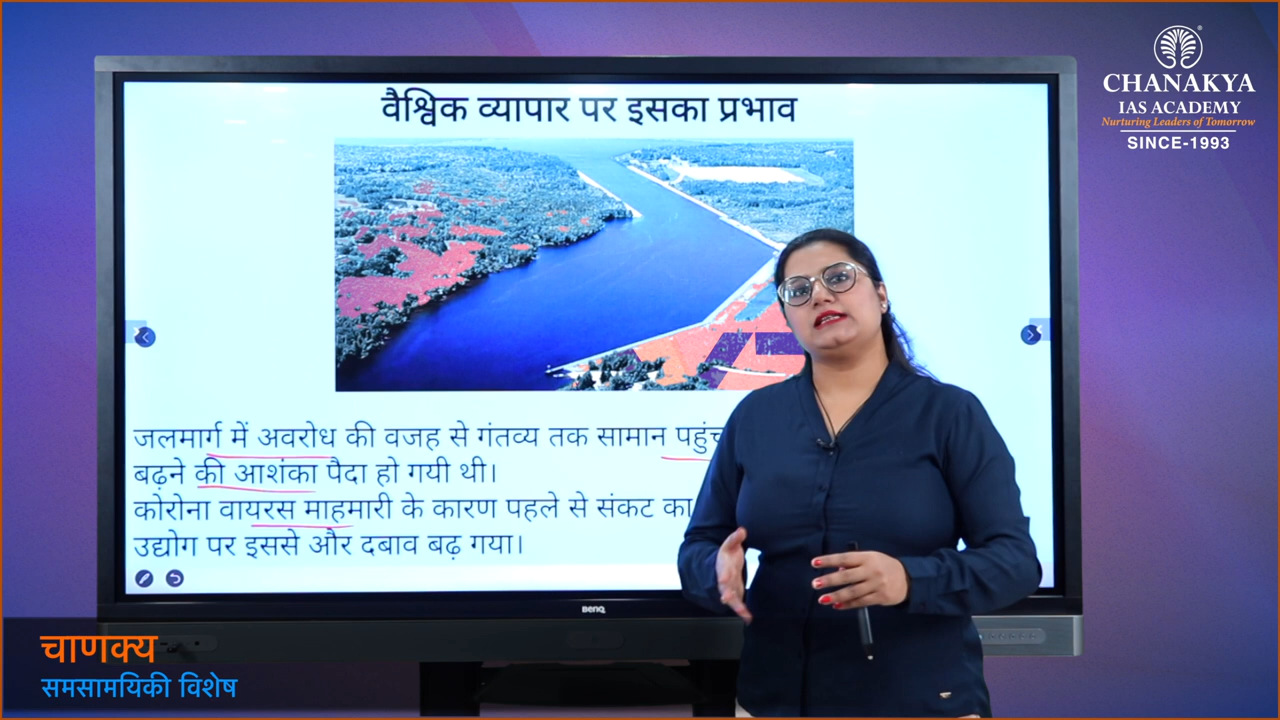 वैश्विक व्यापार पर इसका प्रभाव
CHANAKYA
IAS ACADEMY
Nurturing Leaders of Tomorrow
SINCE-1993
जलमार्ग में अवरोध की वजह से गंतव्य तक सामान
बढ़ने की आशंका पैदा हो गयी थी।
कोरोना वायरस माहमारी के कारण पहले से संकट का
उद्योग पर इससे और दबाव बढ़ गया।
BenQ
चाणक्य
समसामयिकी विशेष